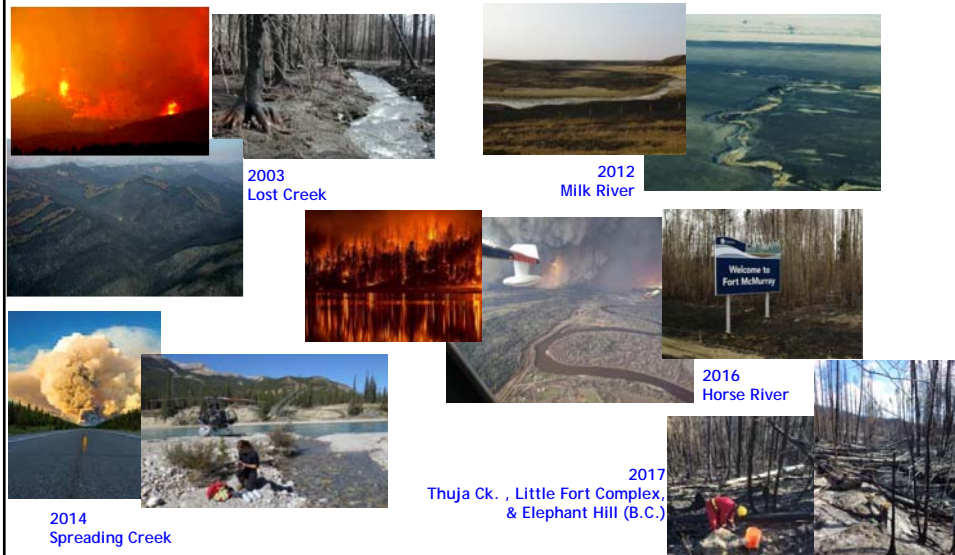 2003
Lost Creek
2012
Milk River
Welcome to
Fort McMurray
2016
Horse River
2014
Spreading Creek
2017
Thuja Ck. , Little Fort Complex,
& Elephant Hill (B.C.)